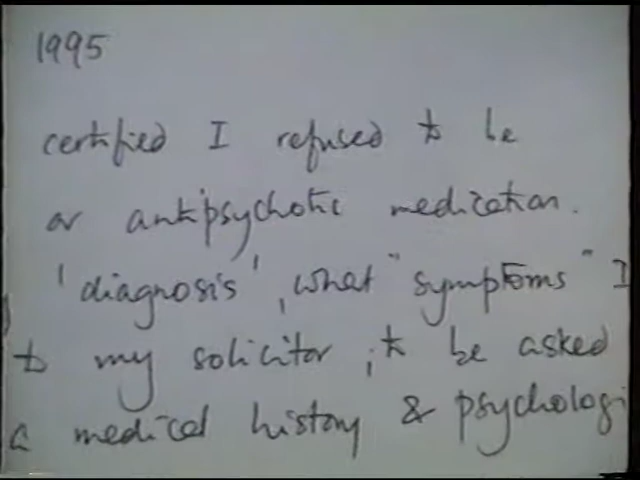 1995
certified I refused to be
or antipsychotic medication.
'diagnosis', what "symptoms" I
to my solicitor, to be asked
a medical history & psychologi